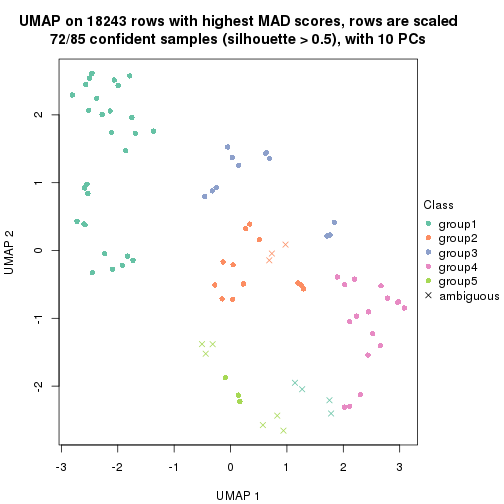 UMAP on 18243 rows with highest MAD scores, rows are scaled
72/85 confident samples (silhouette > 0.5), with 10 PCs
2
1
0
-1
-2
UMAP 2
-3
-2
-1
0
1
2
3
UMAP 1
Class
group1
group2
group3
group4
group5
ambiguous